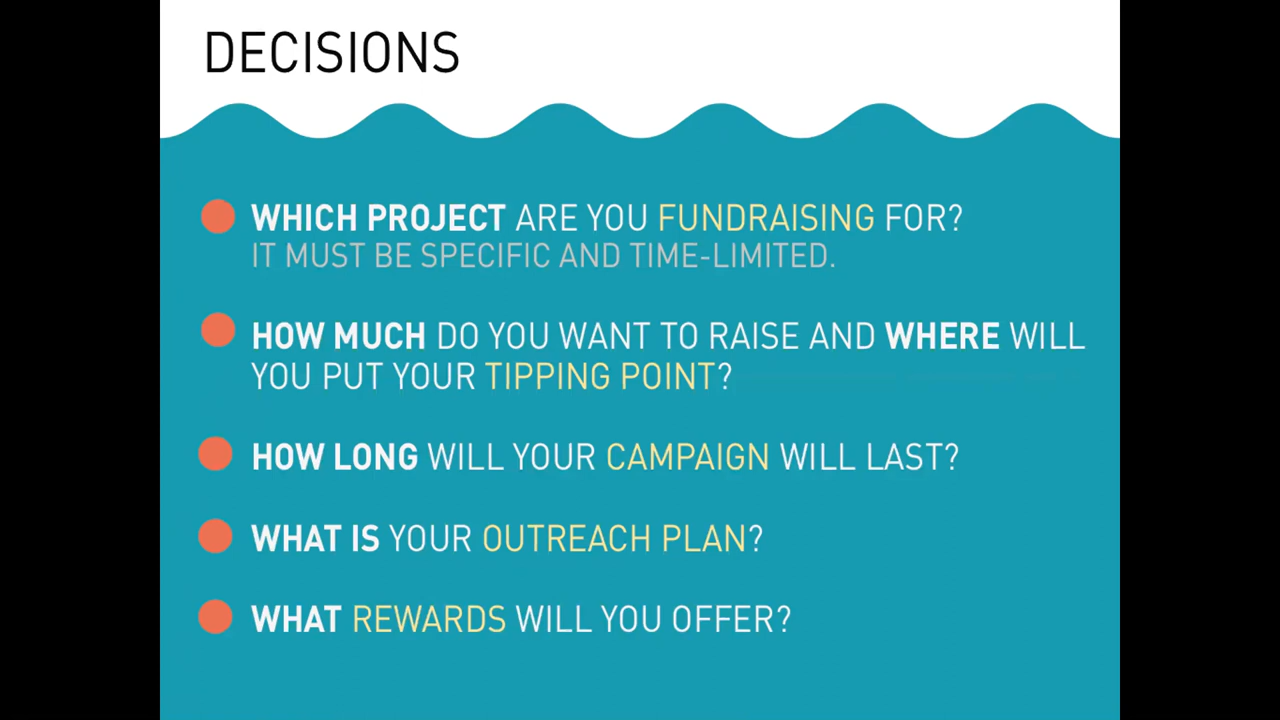 DECISIONS
WHICH PROJECT ARE YOU FUNDRAISING FOR?
IT MUST BE SPECIFIC AND TIME-LIMITED.
HOW MUCH DO YOU WANT TO RAISE AND WHERE WILL
YOU PUT YOUR TIPPING POINT?
HOW LONG WILL YOUR CAMPAIGN WILL LAST?
WHAT IS YOUR OUTREACH PLAN?
WHAT REWARDS WILL YOU OFFER?